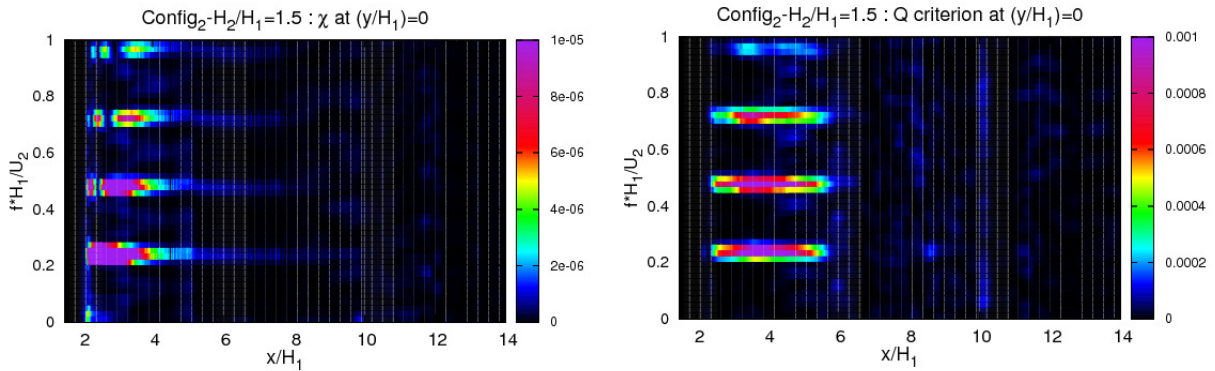 Config₂-H₂/H₁=1.5 : χ at (y/H₁)=0
1
0.8
0.6
0.4
0.2
0
f*H₁/U₂
2 4 6 8 10 12 14
x/H₁
1e-05
8e-06
6e-06
4e-06
2e-06
0
Config₂-H₂/H₁=1.5 : Q criterion at (y/H₁)=0
1
0.8
0.6
0.4
0.2
0
f*H₁/U₂
2 4 6 8 10 12 14
x/H₁
0.001
0.0008
0.0006
0.0004
0.0002
0